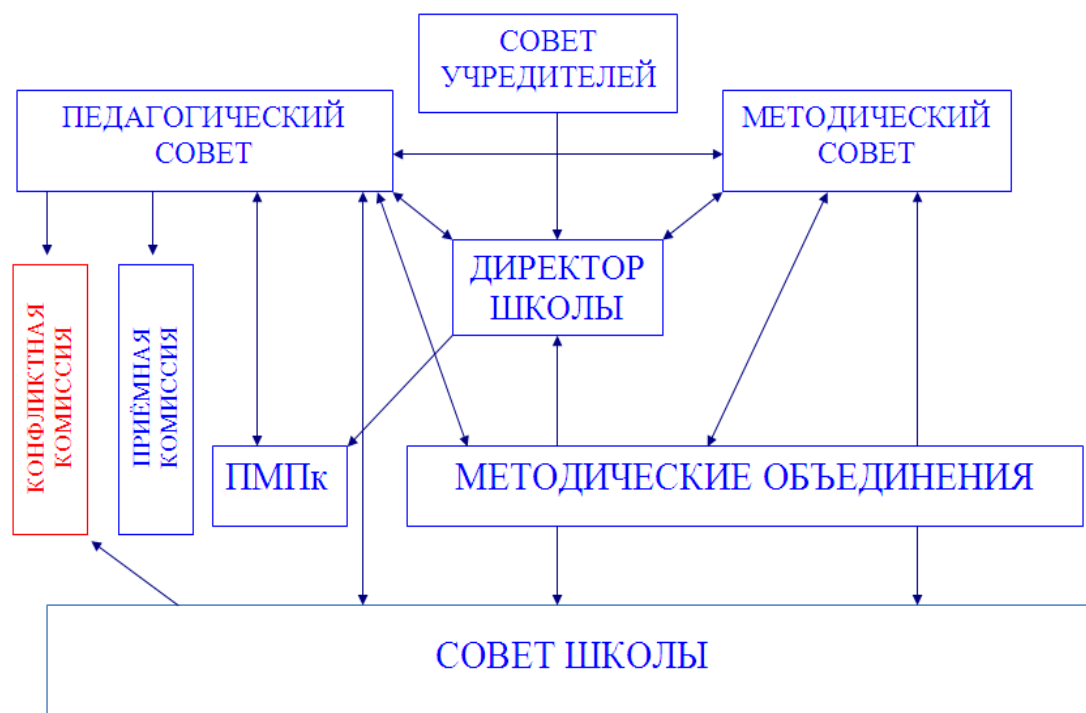 СОВЕТ
УЧРЕДИТЕЛЕЙ
ПЕДАГОГИЧЕСКИЙ
СОВЕТ
МЕТОДИЧЕСКИЙ
СОВЕТ
ДИРЕКТОР
ШКОЛЫ
КОНФЛИКТНАЯ
КОМИССИЯ
ПРИЁМНАЯ
КОМИССИЯ
ПМПк
МЕТОДИЧЕСКИЕ ОБЪЕДИНЕНИЯ
СОВЕТ ШКОЛЫ